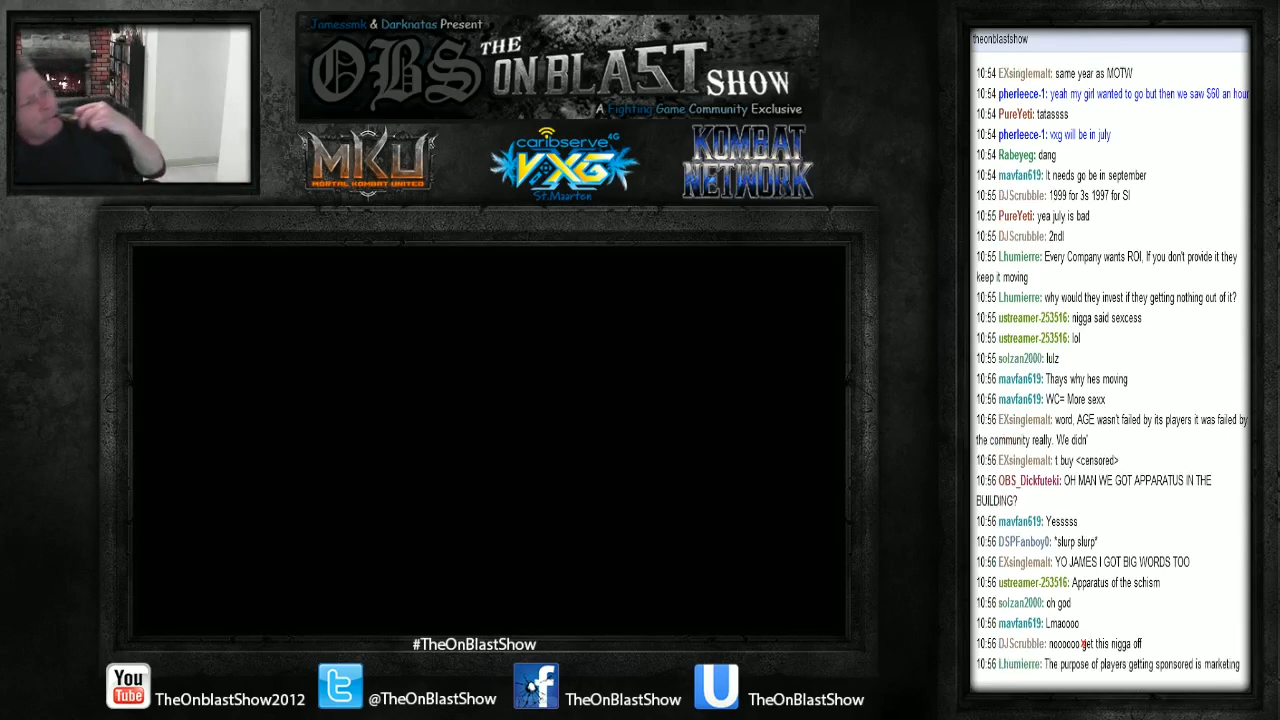 Jamessmk & Darknatas Present
OBS THE ON BLAST SHOW
A Fighting Game Community Exclusive
MKU
MORTAL KOMBAT UNITED
caribserve 4G
VXG
St.Maarten
KOMBAT
NETWORK
#TheOnBlastShow
You
Tube
TheOnblastShow2012
@TheOnBlastShow
TheOnBlastShow
U
TheOnBlastShow
theonblastshow
10:54 EXsinglemalt: same year as MOTW
10:54 pherleece-1: yeah my girl wanted to go but then we saw $60 an hour
10:54 PureYeti: tatassss
10:54 pherleece-1: vxg will be in july
10:54 Rabeyeg: dang
10:54 mavfan619: it needs go be in september
10:55 DJScrubble: 1999 for 3s 1997 for SI
10:55 PureYeti: yea july is bad
10:55 DJScrubble: 2ndI
10:55 Lhumierre: Every Company wants ROI, If you don't provide it they
keep it moving
10:55 Lhumierre: why would they invest if they getting nothing out of it?
10:55 ustreamer-253516: nigga said sexcess
10:55 ustreamer-253516: lol
10:55 solzan2000: lulz
10:56 mavfan619: Thays why hes moving
10:56 mavfan619: WC= More sexx
10:56 EXsinglemalt: word, AGE wasn't failed by its players it was failed by
the community really. We didn'
10:56 EXsinglemalt: t buy <censored>
10:56 OBS_Dickfuteki: OH MAN WE GOT APPARATUS IN THE
BUILDING?
10:56 mavfan619: Yesssss
10:56 DSPFanboy0: *slurp slurp*
10:56 EXsinglemalt: YO JAMES I GOT BIG WORDS TOO
10:56 ustreamer-253516: Apparatus of the schism
10:56 solzan2000: oh god
10:56 mavfan619: Lmaoooo
10:56 DJScrubble: noooooo get this nigga off
10:56 Lhumierre: The purpose of players getting sponsored is marketing